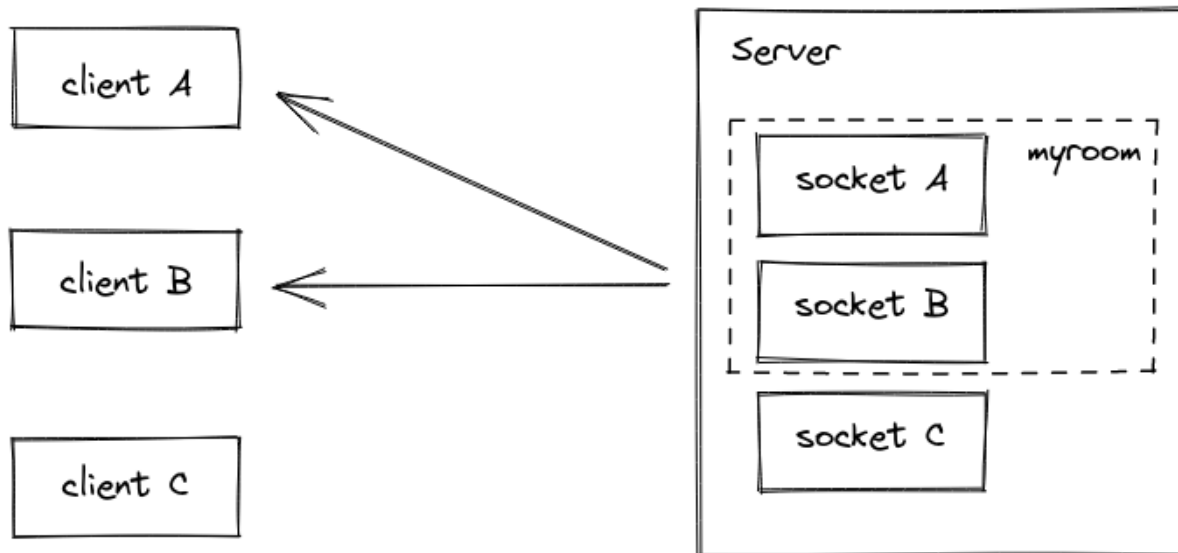 client A
client B
client C
Server
myroom
socket A
socket B
socket C